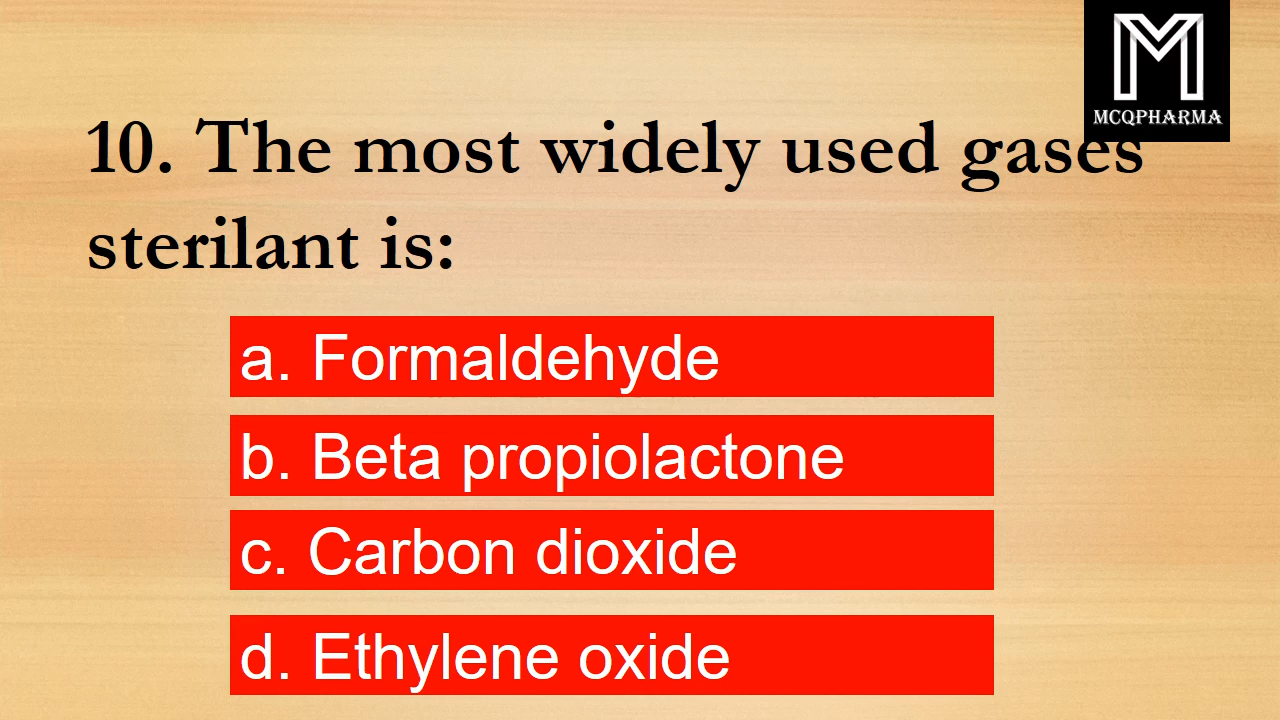 MCQPHARMA
10. The most widely used gases
sterilant is:
a. Formaldehyde
b. Beta propiolactone
c. Carbon dioxide
d. Ethylene oxide